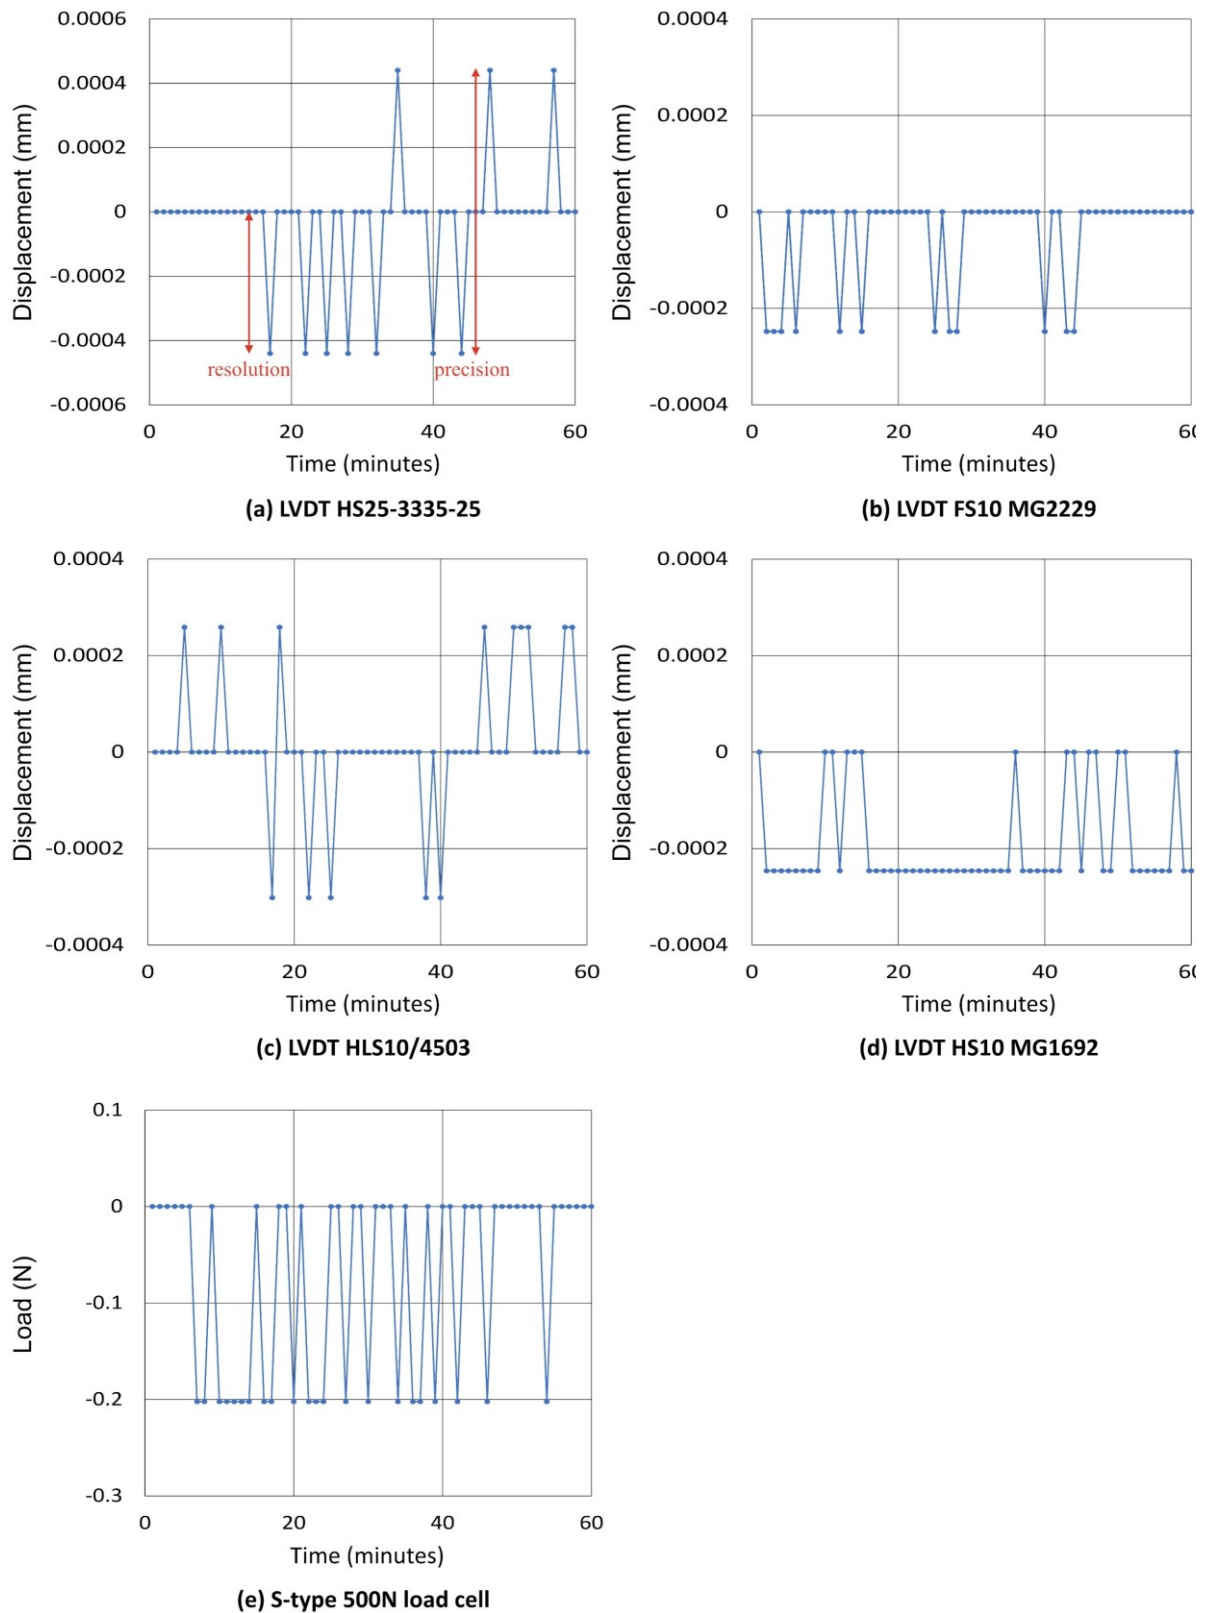 0.0006
0.0004
0.0002
0
-0.0002
-0.0004
-0.0006
Displacement (mm)
resolution
precision
0 20 40 60
Time (minutes)
(a) LVDT HS25-3335-25
0.0004
0.0002
0
-0.0002
-0.0004
Displacement (mm)
0 20 40 60
Time (minutes)
(b) LVDT FS10 MG2229
0.0004
0.0002
0
-0.0002
-0.0004
Displacement (mm)
0 20 40 60
Time (minutes)
(c) LVDT HLS10/4503
0.0004
0.0002
0
-0.0002
-0.0004
Displacement (mm)
0 20 40 60
Time (minutes)
(d) LVDT HS10 MG1692
0.1
0
-0.1
-0.2
-0.3
Load (N)
0 20 40 60
Time (minutes)
(e) S-type 500N load cell